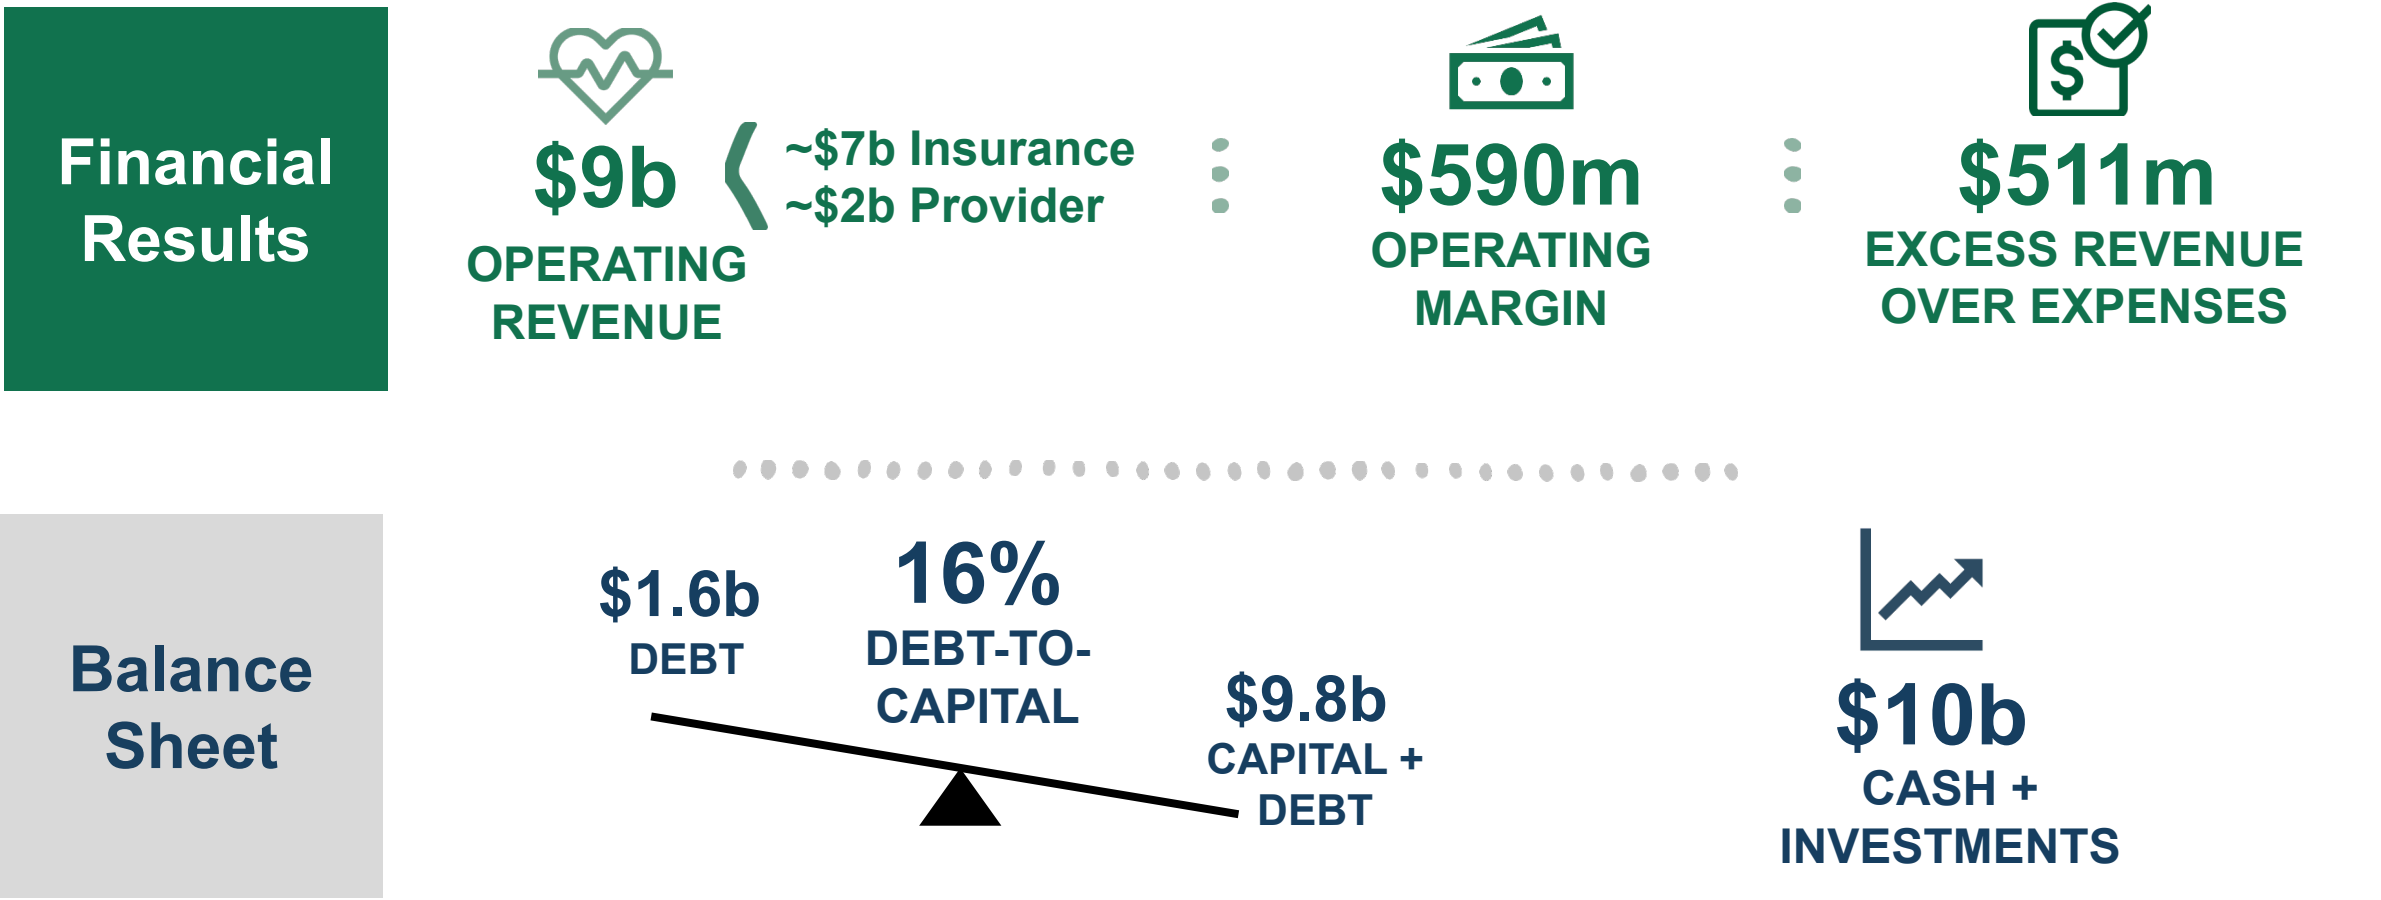 Financial
Results
$9b
~$7b Insurance
~$2b Provider
OPERATING
REVENUE
$590m
OPERATING
MARGIN
$511m
EXCESS REVENUE
OVER EXPENSES
Balance
Sheet
$1.6b
DEBT
16%
DEBT-TO-
CAPITAL
$9.8b
CAPITAL +
DEBT
$10b
CASH +
INVESTMENTS